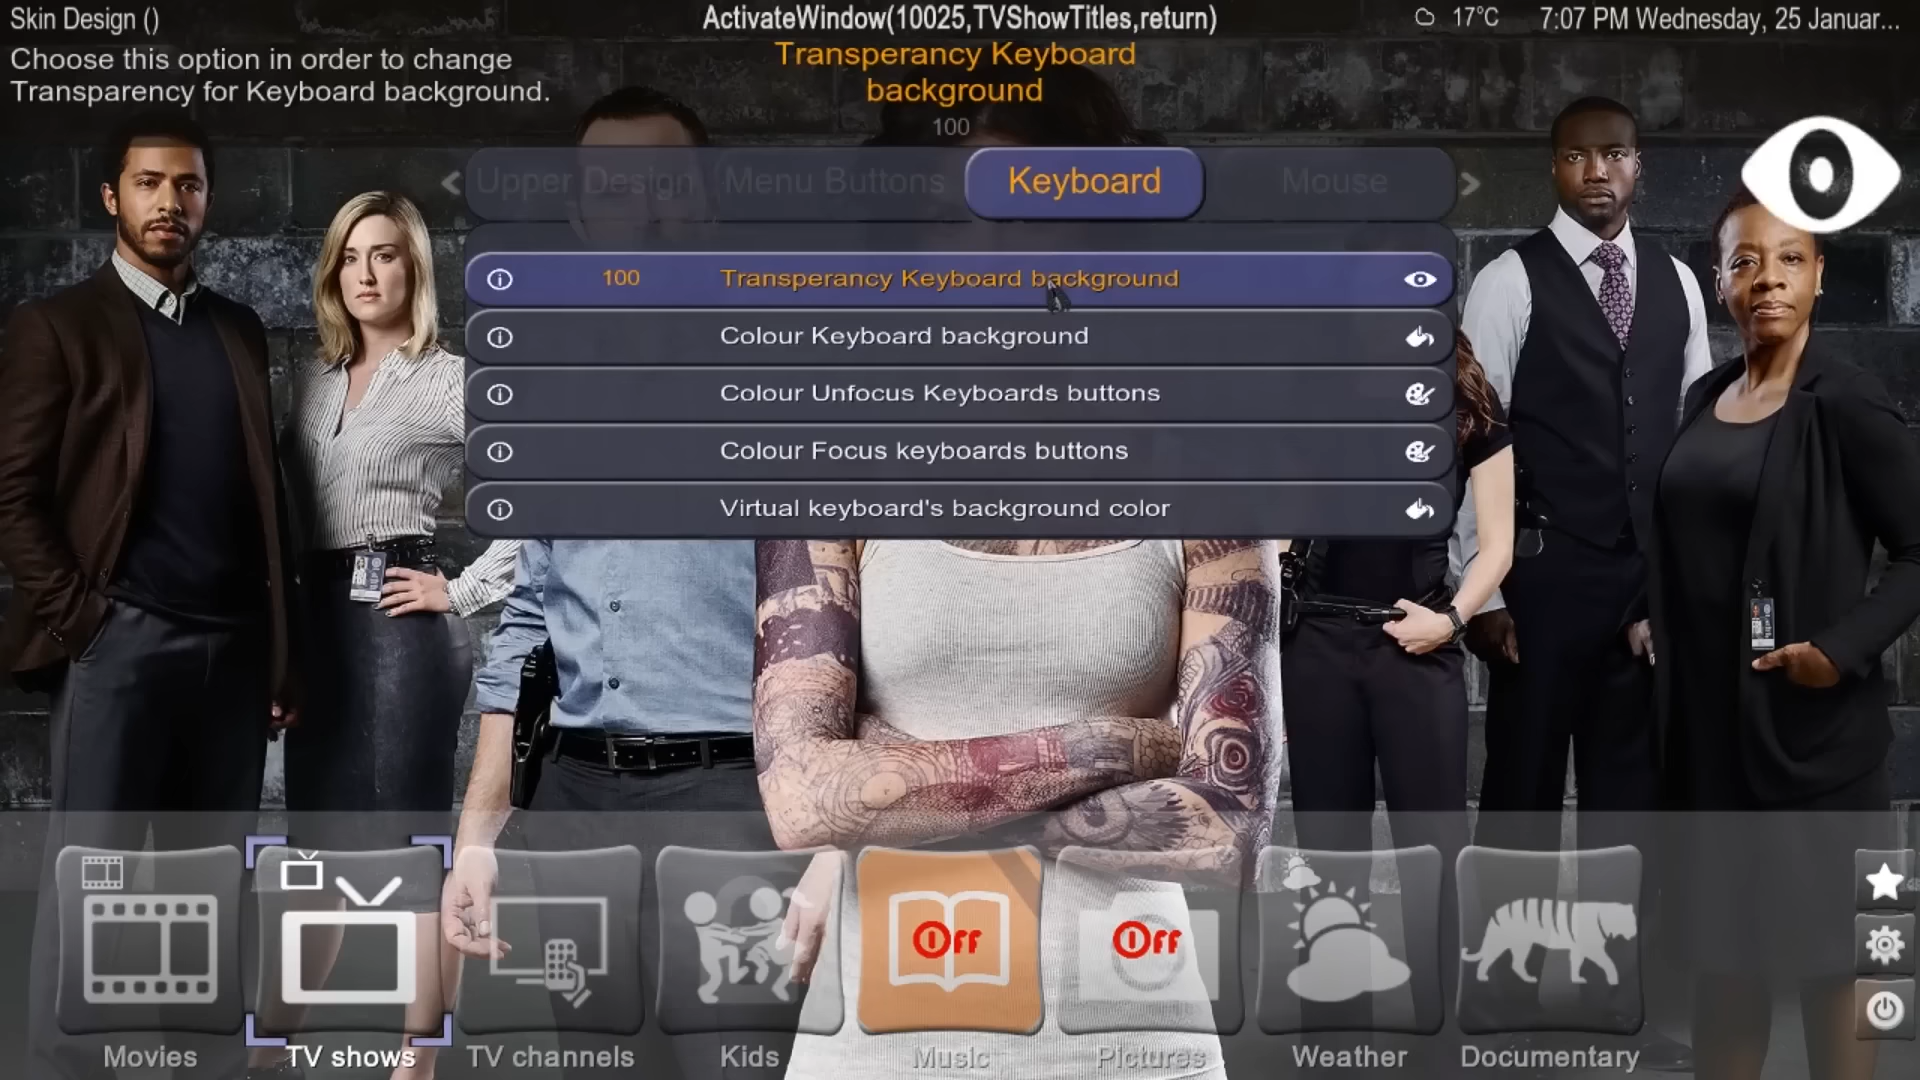 Skin Design ()
ActivateWindow(10025,TVShowTitles,return)
17°C
7:07 PM Wednesday, 25 Januar...
Choose this option in order to change
Transparency for Keyboard background.
Transperancy Keyboard
background
100
< Upper Design
Menu Buttons
Keyboard
Mouse >
100 Transperancy Keyboard background
Colour Keyboard background
Colour Unfocus Keyboards buttons
Colour Focus keyboards buttons
Virtual keyboard's background color
OFF
OFF
Movies
TV shows
TV channels
Kids
Music
Pictures
Weather
Documentary